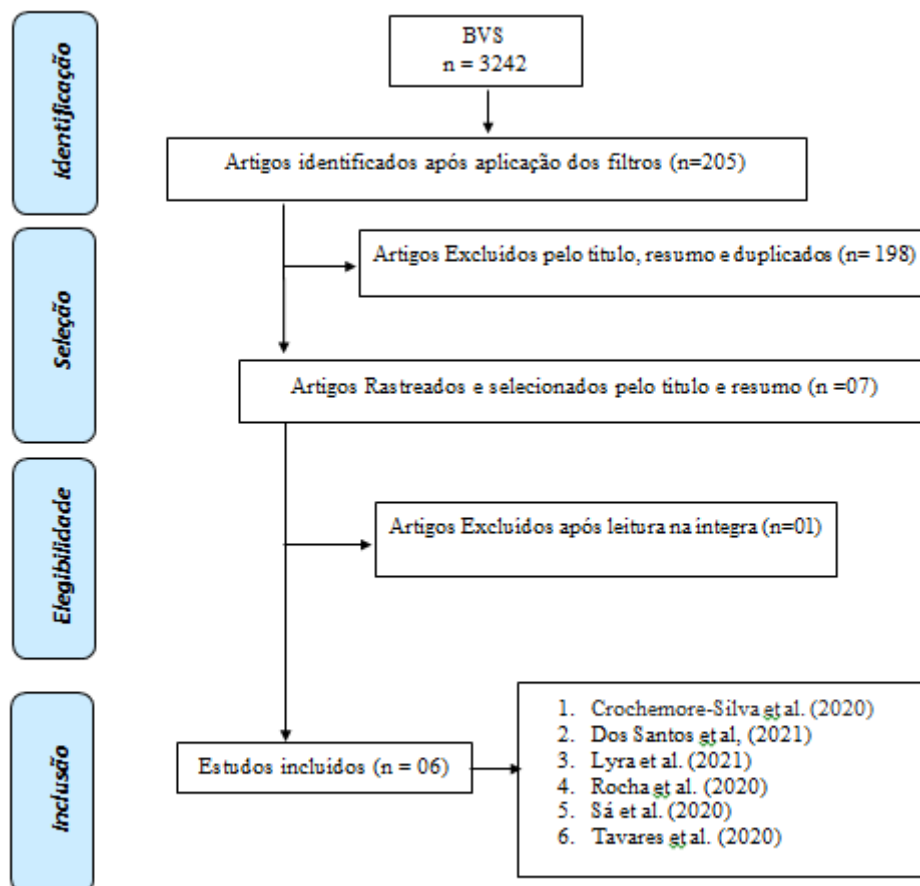 Identificação
BVS
n = 3242
Artigos identificados após aplicação dos filtros (n=205)
Seleção
Artigos Excluídos pelo titulo, resumo e duplicados (n= 198)
Artigos Rastreados e selecionados pelo titulo e resumo (n =07)
Elegibilidade
Artigos Excluídos após leitura na integra (n=01)
Inclusão
Estudos incluídos (n = 06)
1. Crochemore-Silva et al. (2020)
2. Dos Santos et al, (2021)
3. Lyra et al. (2021)
4. Rocha et al. (2020)
5. Sá et al. (2020)
6. Tavares et al. (2020)